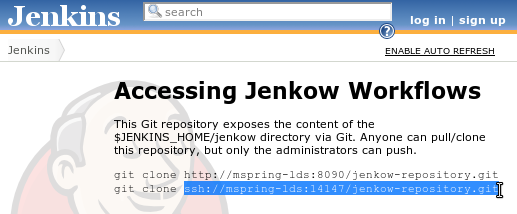 Jenkins
search
?
log in | sign up
Jenkins
ENABLE AUTO REFRESH
Accessing Jenkow Workflows
This Git repository exposes the content of the
$JENKINS_HOME/jenkow directory via Git. Anyone can pull/clone
this repository, but only the administrators can push.
git clone http://mspring-lds:8090/jenkow-repository.git
git clone ssh://mspring-lds:14147/jenkow-repository.git